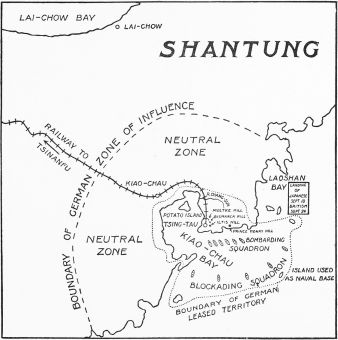 LAI-CHOW BAY
LAI-CHOW
SHANTUNG
BOUNDARY OF GERMAN ZONE OF INFLUENCE
RAILWAY TO
TSINANFU
NEUTRAL
ZONE
KIAO-CHAU
LAOSHAN
BAY
LANDING
OF
JAPANESE
SEPT 18
BRITISH
SEPT 24
POTATO ISLAND
MOLTKE HILL
BISMARCK HILL
ILTIS HILL
TSING-TAU
PRINCE HENRY HILL
KIAO CHAU
BAY
BOMBARDING
SQUADRON
NEUTRAL
ZONE
BLOCKADING SQUADRON
ISLAND USED
AS NAVAL BASE
BOUNDARY OF GERMAN
LEASED TERRITORY